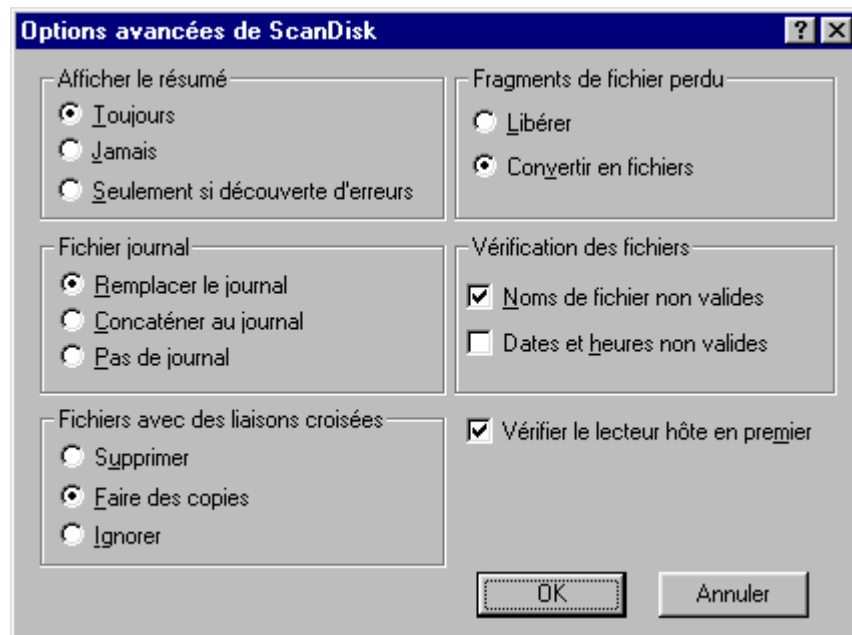 Options avancées de ScanDisk
Afficher le résumé
Toujours
Jamais
Seulement si découverte d'erreurs
Fichier journal
Remplacer le journal
Concaténer au journal
Pas de journal
Fichiers avec des liaisons croisées
Supprimer
Faire des copies
Ignorer
Fragments de fichier perdu
Libérer
Convertir en fichiers
Vérification des fichiers
Noms de fichier non valides
Dates et heures non valides
Vérifier le lecteur hôte en premier
OK
Annuler